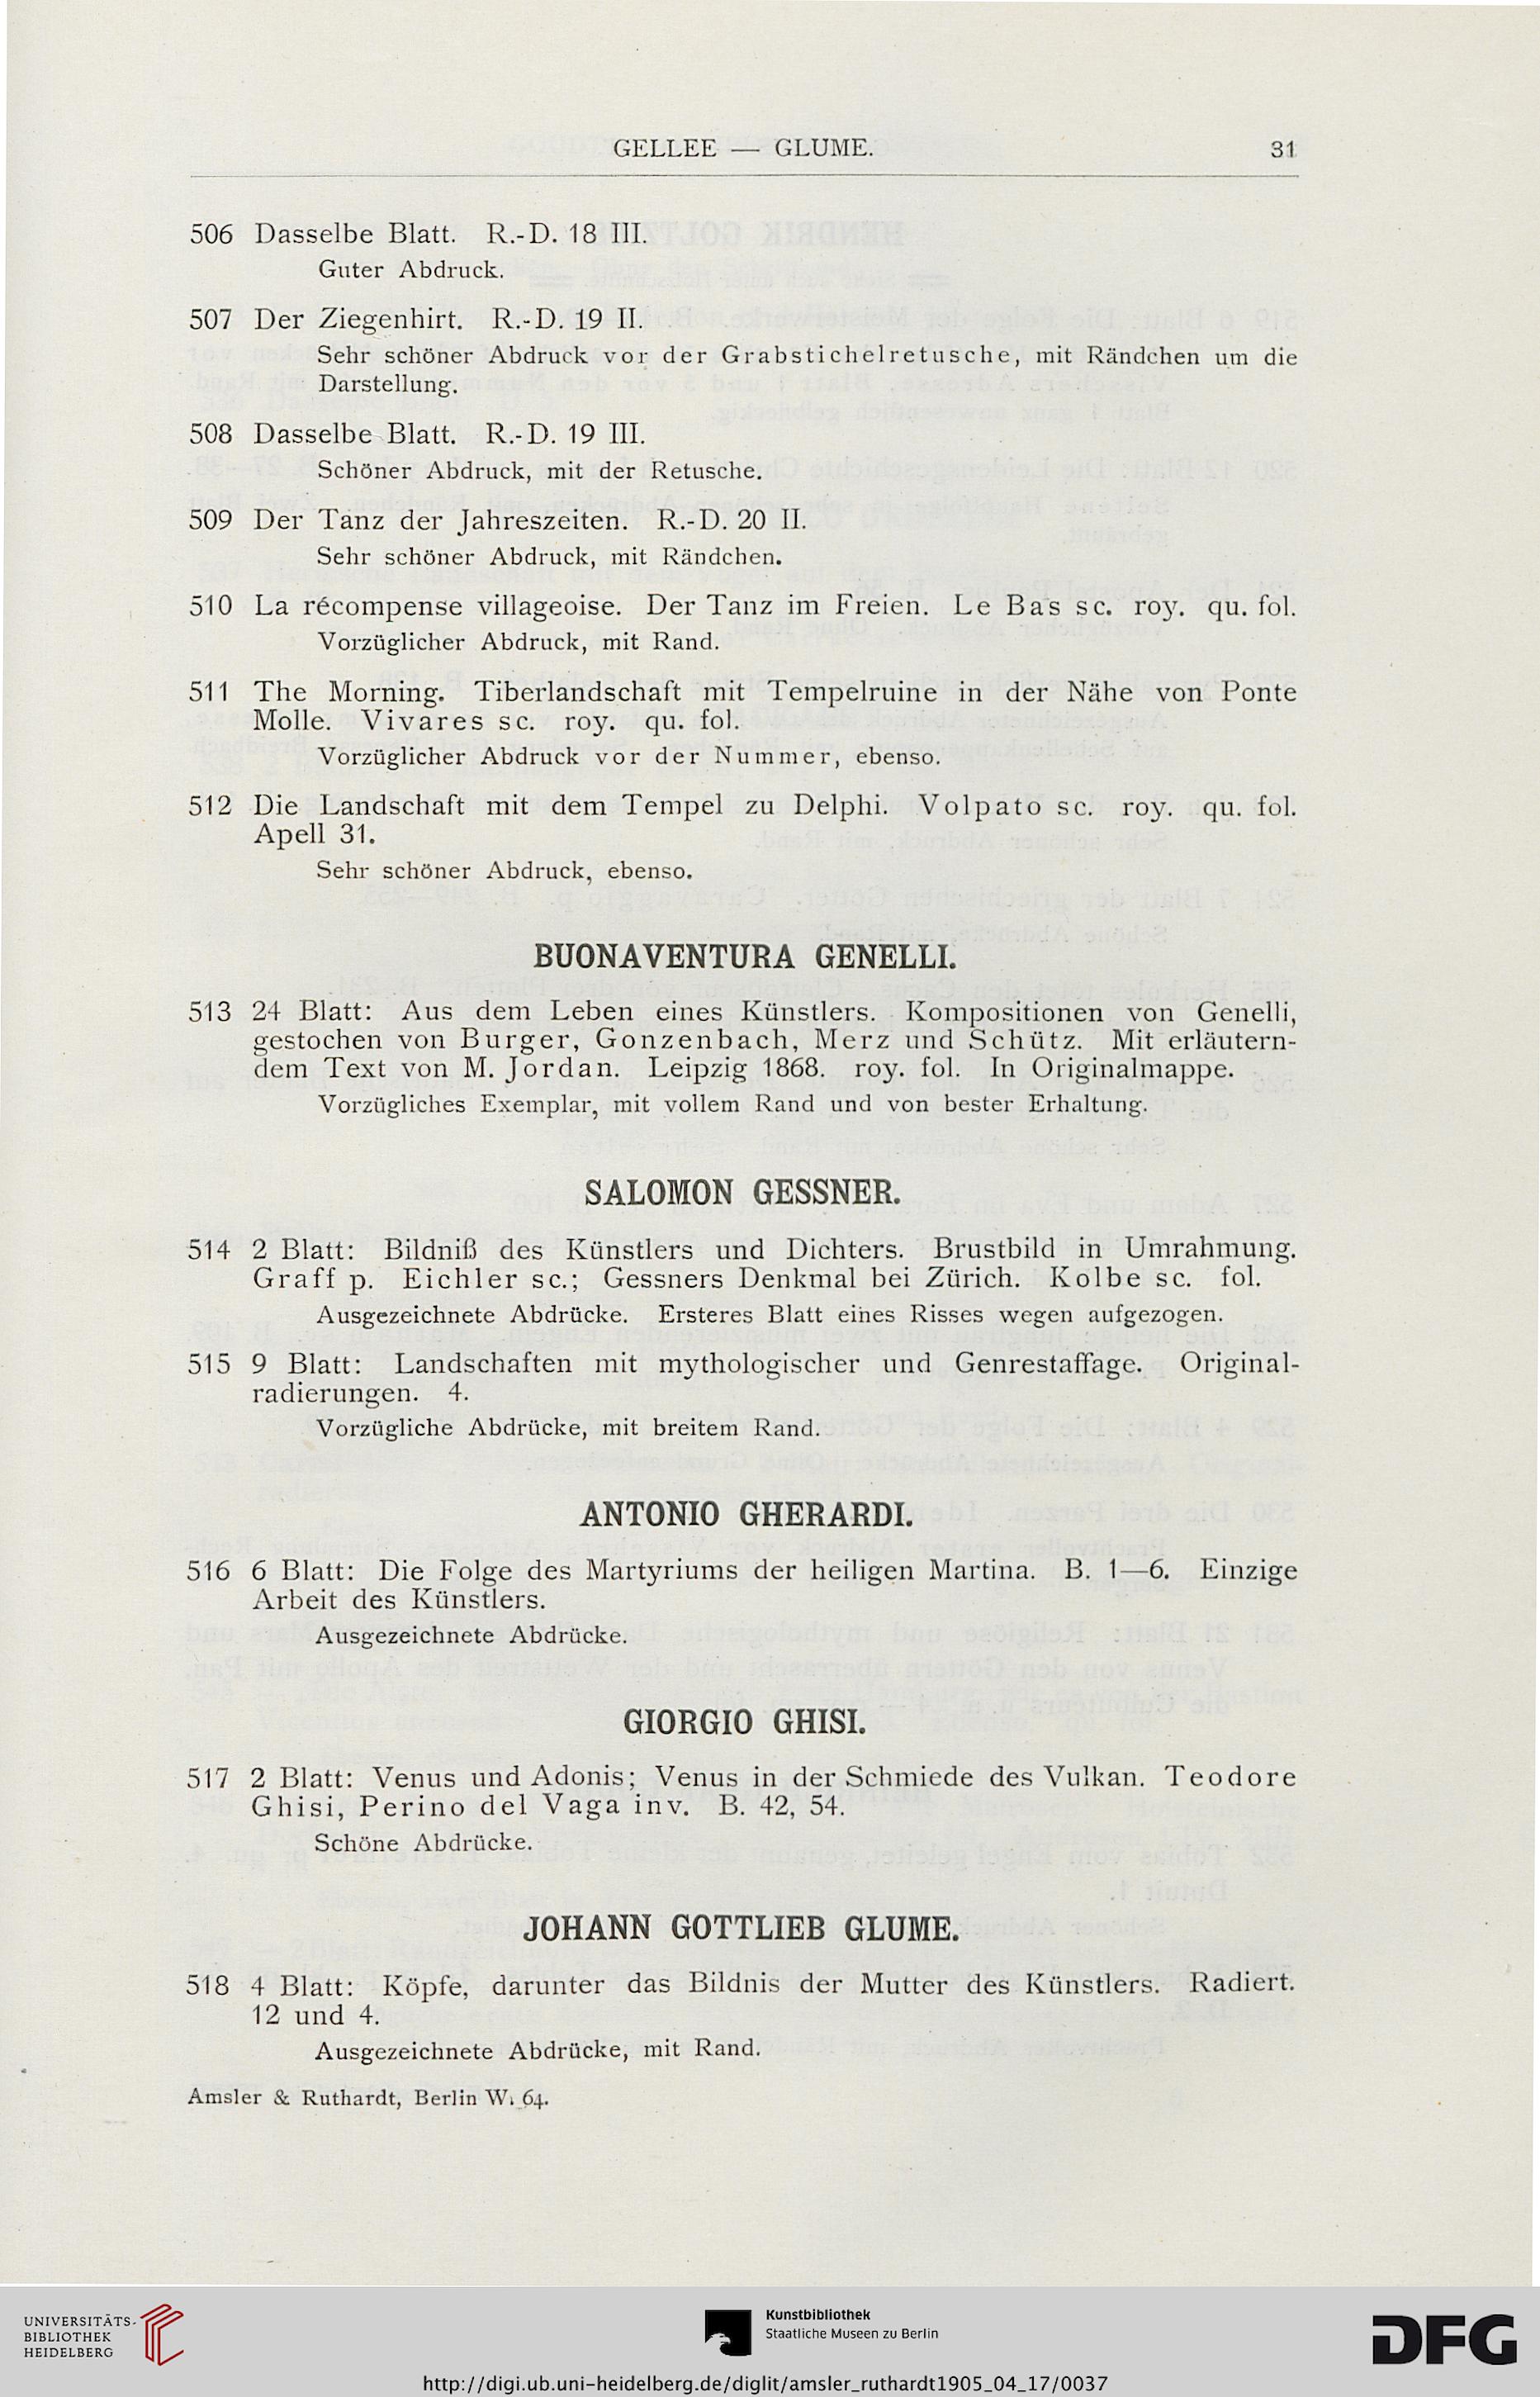 GELLEE — GLUME.
31
506 Dasselbe Blatt. R.-D. 18 III.
Guter Abdruck.
507 Der Ziegenhirt. R.-D. 19 II.
Sehr schöner Abdruck vor der Grabstichelretusche, mit Rändchen um die
Darstellung.
508 Dasselbe Blatt. R.-D. 19 III.
Schöner Abdruck, mit der Retusche.
509 Der Tanz der Jahreszeiten. R.-D. 20 II.
Sehr schöner Abdruck, mit Rändchen.
510 La récompense villageoise. Der Tanz im Freien. Le Bas sc. roy. qu. fol.
Vorzüglicher Abdruck, mit Rand.
511 The Morning. Tiberlandschaft mit Tempelruine in der Nähe von Ponte
Molle. Vivares sc. roy. qu. fol.
Vorzüglicher Abdruck vor der Nummer, ebenso.
512 Die Landschaft mit dem Tempel zu Delphi. Volpato sc. roy. qu. fol.
Apell 31.
Sehr schöner Abdruck, ebenso.
BUONAVENTURA GENELLI.
513 24 Blatt: Aus dem Leben eines Künstlers. Kompositionen von Genelli,
gestochen von Burger, Gonzenbach, Merz und Schütz. Mit erläutern-
dem Text von M. Jordan. Leipzig 1868. roy. fol. In Originalmappe.
Vorzügliches Exemplar, mit vollem Rand und von bester Erhaltung.
SALOMON GESSNER.
514 2 Blatt: Bildniß des Künstlers und Dichters. Brustbild in Umrahmung.
Graff p. Eichler sc.; Gessners Denkmal bei Zürich. Kolbe sc. fol.
Ausgezeichnete Abdrücke. Ersteres Blatt eines Risses wegen aufgezogen.
515 9 Blatt: Landschaften mit mythologischer und Genrestaffage. Original-
radierungen. 4.
Vorzügliche Abdrücke, mit breitem Rand.
ANTONIO GHERARDI.
516 6 Blatt: Die Folge des Martyriums der heiligen Martina. B. 1—6. Einzige
Arbeit des Künstlers.
Ausgezeichnete Abdrücke.
GIORGIO GHISI.
517 2 Blatt: Venus und Adonis; Venus in der Schmiede des Vulkan. Teodore
Ghisi, Perino del Vaga inv. B. 42, 54.
Schöne Abdrücke.
JOHANN GOTTLIEB GLUME.
518 4 Blatt: Köpfe, darunter das Bildnis der Mutter des Künstlers. Radiert.
12 und 4.
Ausgezeichnete Abdrücke, mit Rand.
Amsler & Ruthardt, Berlin W. 64.
UNIVERSITÄTS-
BIBLIOTHEK
HEIDELBERG
Kunstbibliothek
Staatliche Museen zu Berlin
DFG
http://digi.ub.uni-heidelberg.de/diglit/amsler_ruthardt1905_04_17/0037